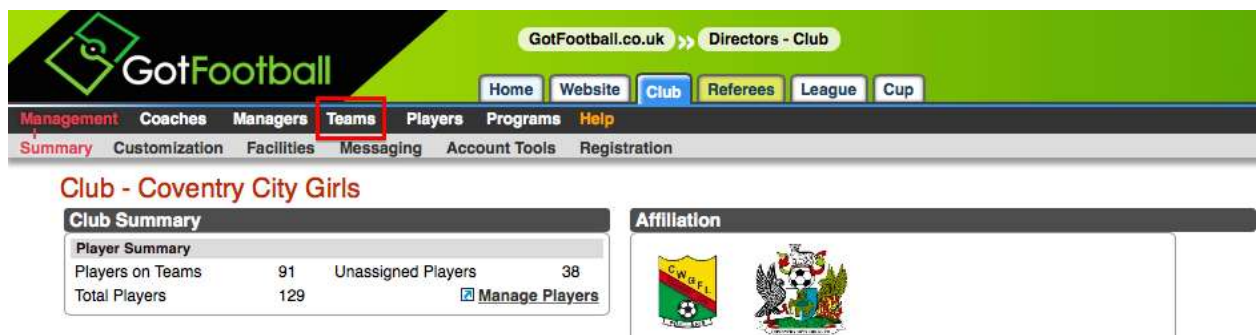 GotFootball.co.uk Directors - Club
GotFootball
Home Website Club Referees League Cup
Management Coaches Managers Teams Players Programs Help
Summary Customization Facilities Messaging Account Tools Registration
Club - Coventry City Girls
Club Summary
Player Summary
Players on Teams 91 Unassigned Players 38
Total Players 129 Manage Players
Affiliation
CWGFL